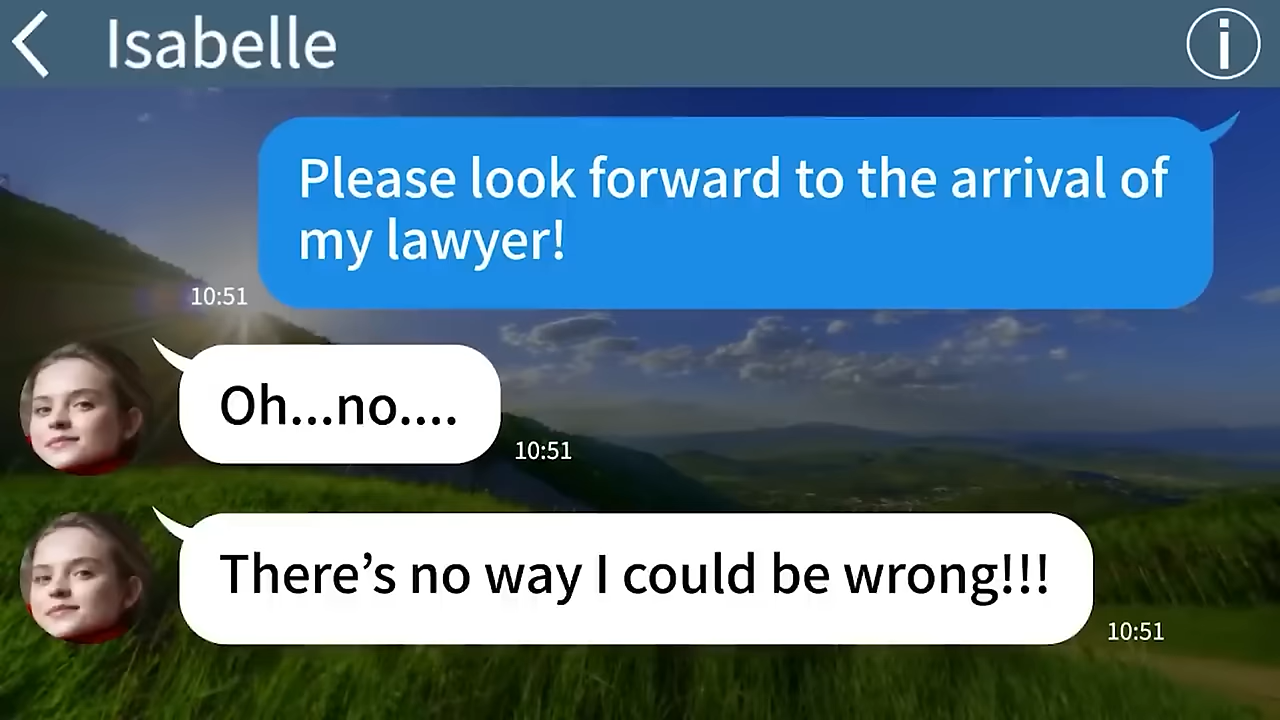 Isabelle
Please look forward to the arrival of
my lawyer!
10:51
Oh...no....
10:51
There’s no way I could be wrong!!!
10:51